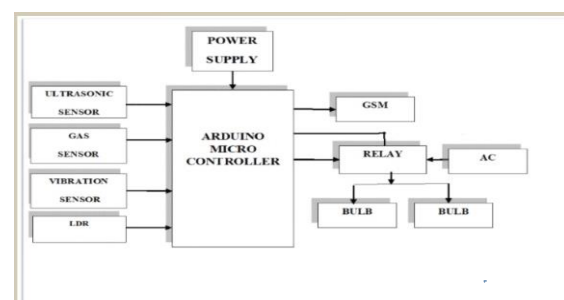 POWER
SUPPLY
ULTRASONIC
SENSOR
GAS
SENSOR
VIBRATION
SENSOR
LDR
ARDUINO
MICRO
CONTROLLER
GSM
RELAY
AC
BULB
BULB